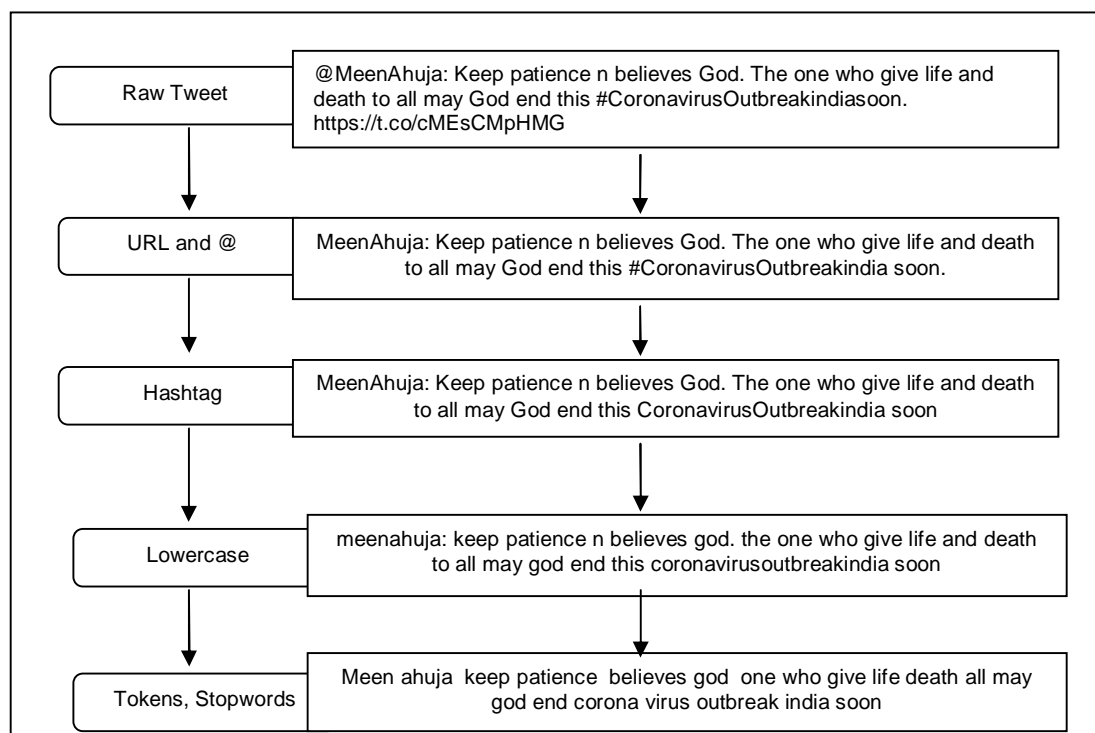 Raw Tweet
@MeenAhuja: Keep patience n believes God. The one who give life and
death to all may God end this #CoronavirusOutbreakindiasoon.
https://t.co/cMEsCMpHMG
URL and @
MeenAhuja: Keep patience n believes God. The one who give life and death
to all may God end this #CoronavirusOutbreakindia soon.
Hashtag
MeenAhuja: Keep patience n believes God. The one who give life and death
to all may God end this CoronavirusOutbreakindia soon
Lowercase
meenahuja: keep patience n believes god. the one who give life and death
to all may god end this coronavirusoutbreakindia soon
Tokens, Stopwords
Meen ahuja keep patience believes god one who give life death all may
god end corona virus outbreak india soon